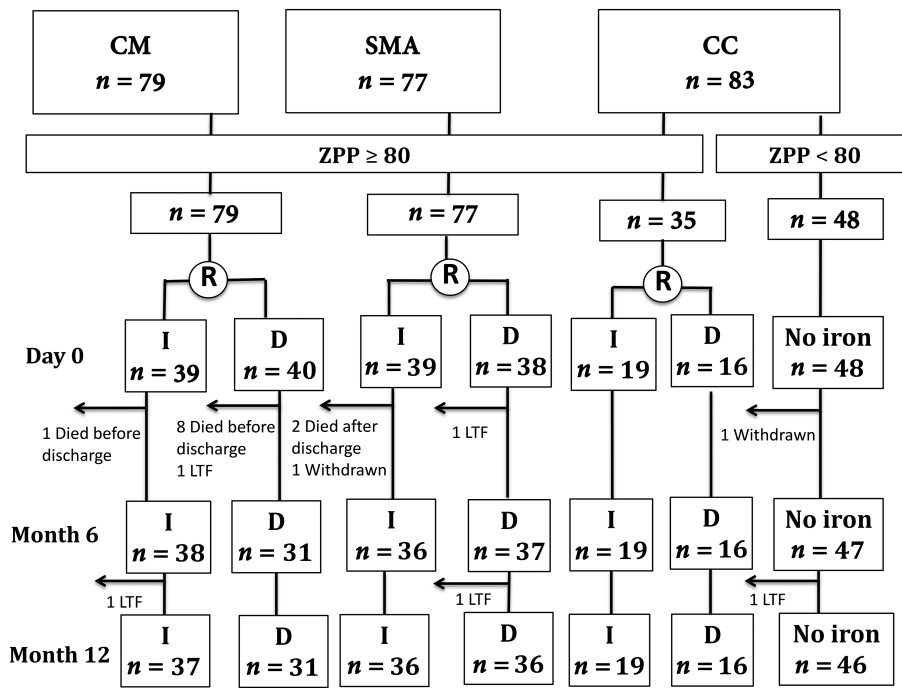 CM
n = 79
SMA
n = 77
CC
n = 83
ZPP ≥ 80
ZPP < 80
n = 79
n = 77
n = 35
n = 48
R
R
R
Day 0
I
n = 39
D
n = 40
I
n = 39
D
n = 38
I
n = 19
D
n = 16
No iron
n = 48
1 Died before
discharge
8 Died before
discharge
1 LTF
2 Died after
discharge
1 Withdrawn
1 LTF
1 Withdrawn
Month 6
I
n = 38
D
n = 31
I
n = 36
D
n = 37
I
n = 19
D
n = 16
No iron
n = 47
1 LTF
1 LTF
1 LTF
Month 12
I
n = 37
D
n = 31
I
n = 36
D
n = 36
I
n = 19
D
n = 16
No iron
n = 46